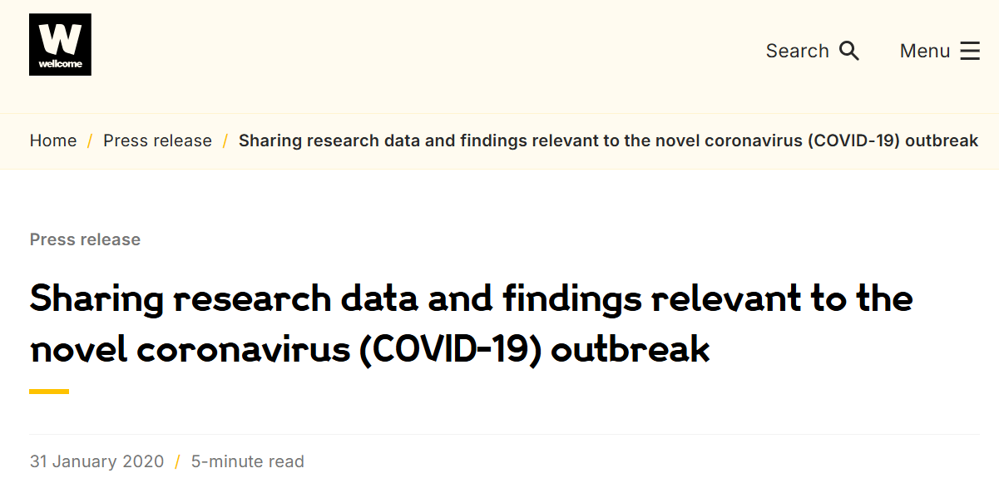 W
wellcome
Search
Menu
Home / Press release / Sharing research data and findings relevant to the novel coronavirus (COVID-19) outbreak
Press release
Sharing research data and findings relevant to the
novel coronavirus (COVID-19) outbreak
31 January 2020 / 5-minute read